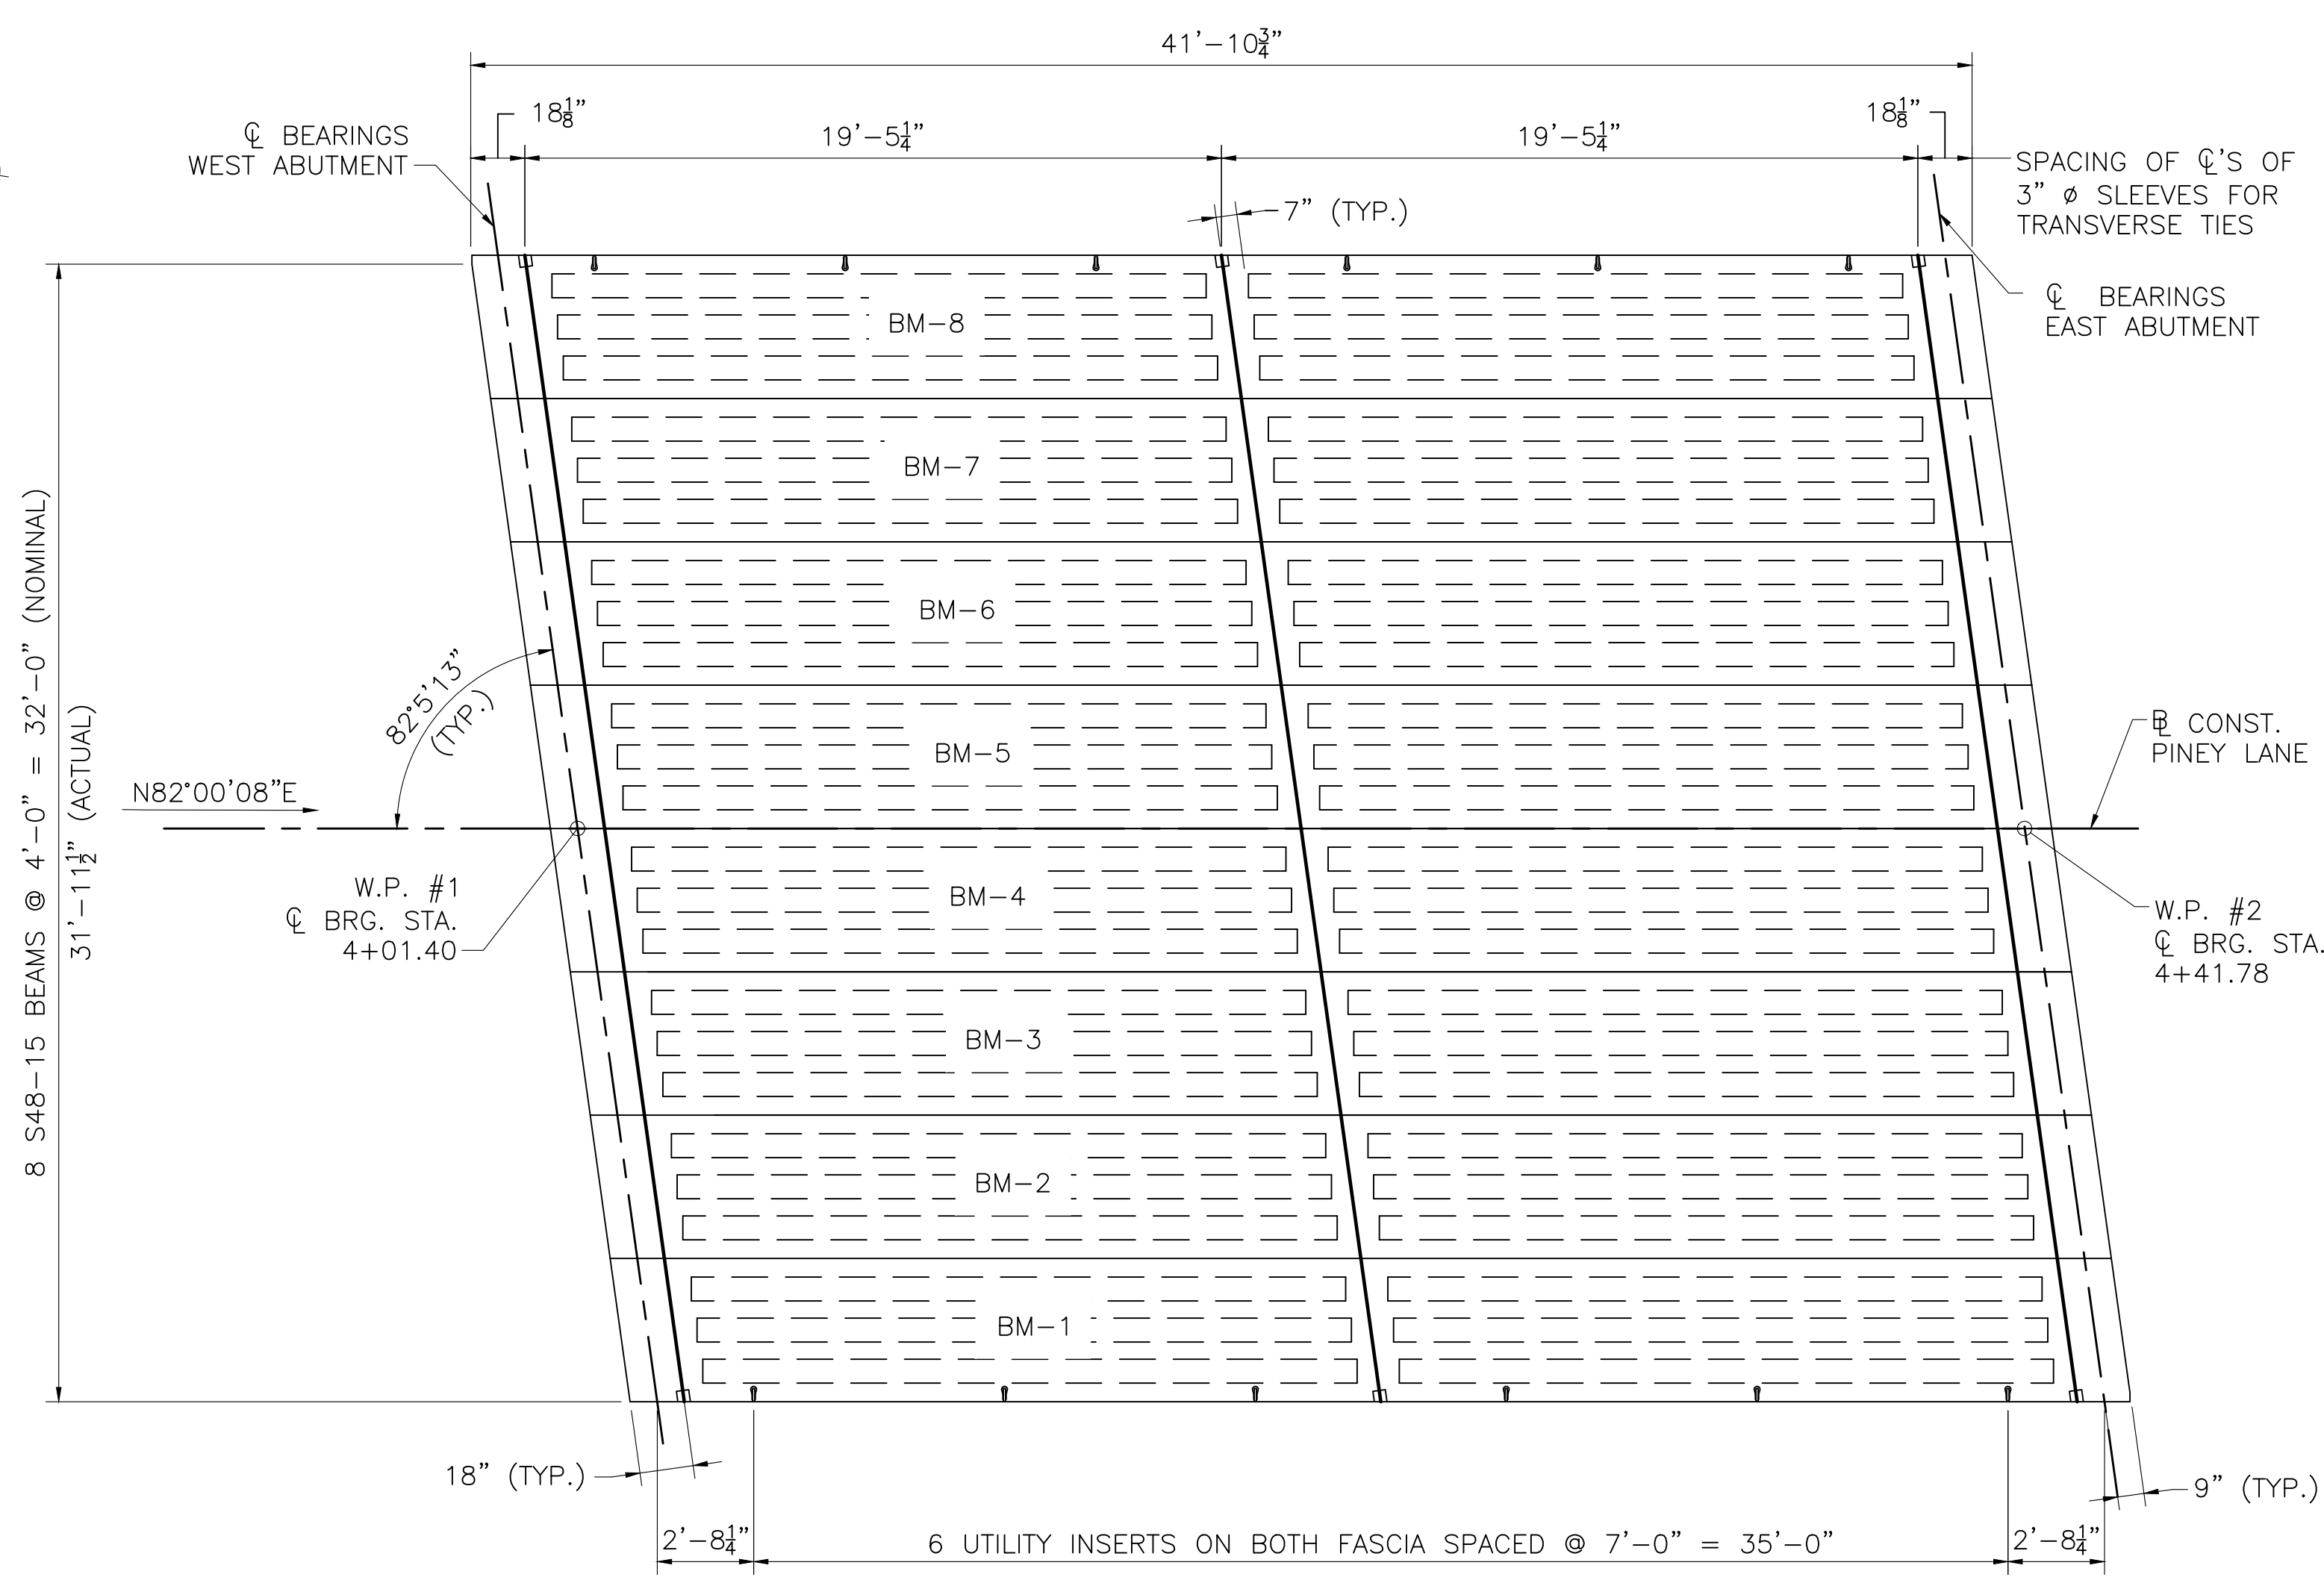 41'-10¾"
18⅛"
19'-5¼"
19'-5¼"
18⅛"
℄ BEARINGS
WEST ABUTMENT
SPACING OF ℄'S OF
3" ø SLEEVES FOR
TRANSVERSE TIES
7" (TYP.)
℄ BEARINGS
EAST ABUTMENT
BM-8
BM-7
BM-6
BM-5
BM-4
BM-3
BM-2
BM-1
8 S48-15 BEAMS @ 4'-0" = 32'-0" (NOMINAL)
31'-11½" (ACTUAL)
82°5'13"
(TYP.)
N82°00'08"E
BL CONST.
PINEY LANE
W.P. #1
℄ BRG. STA.
4+01.40
W.P. #2
℄ BRG. STA.
4+41.78
18" (TYP.)
9" (TYP.)
2'-8¼"
6 UTILITY INSERTS ON BOTH FASCIA SPACED @ 7'-0" = 35'-0"
2'-8¼"